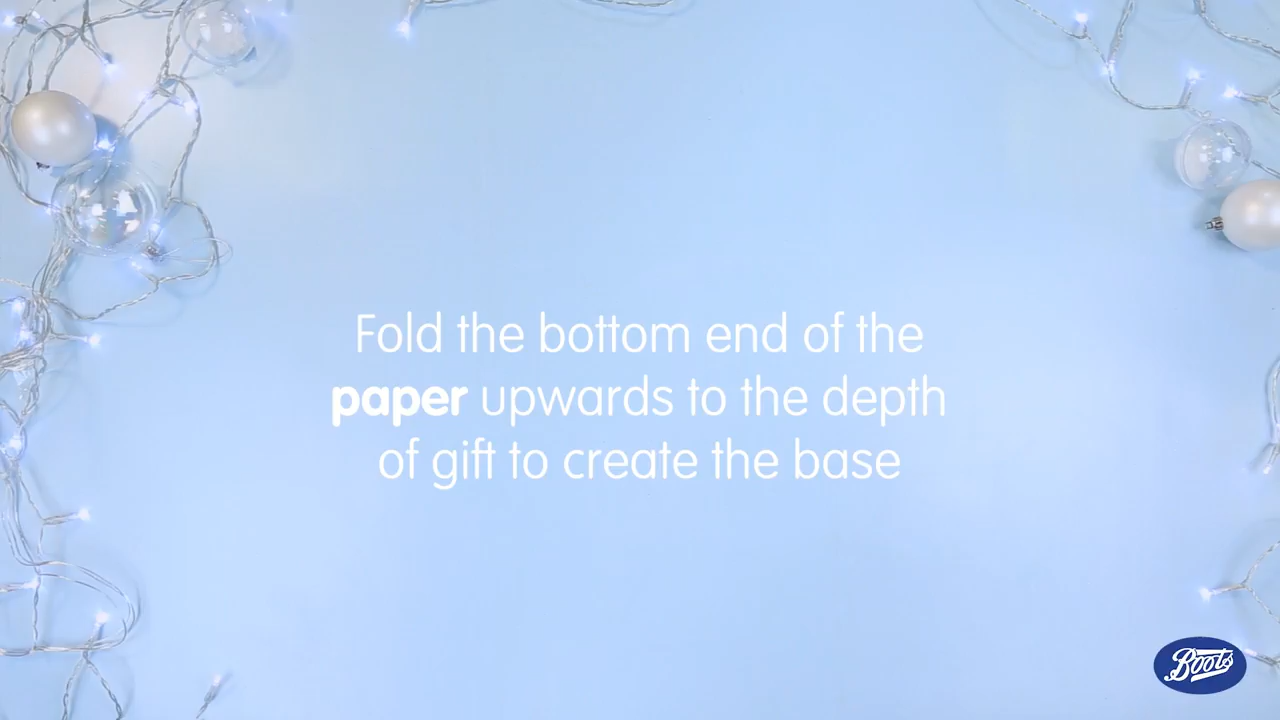 Fold the bottom end of the
paper upwards to the depth
of gift to create the base
Boots